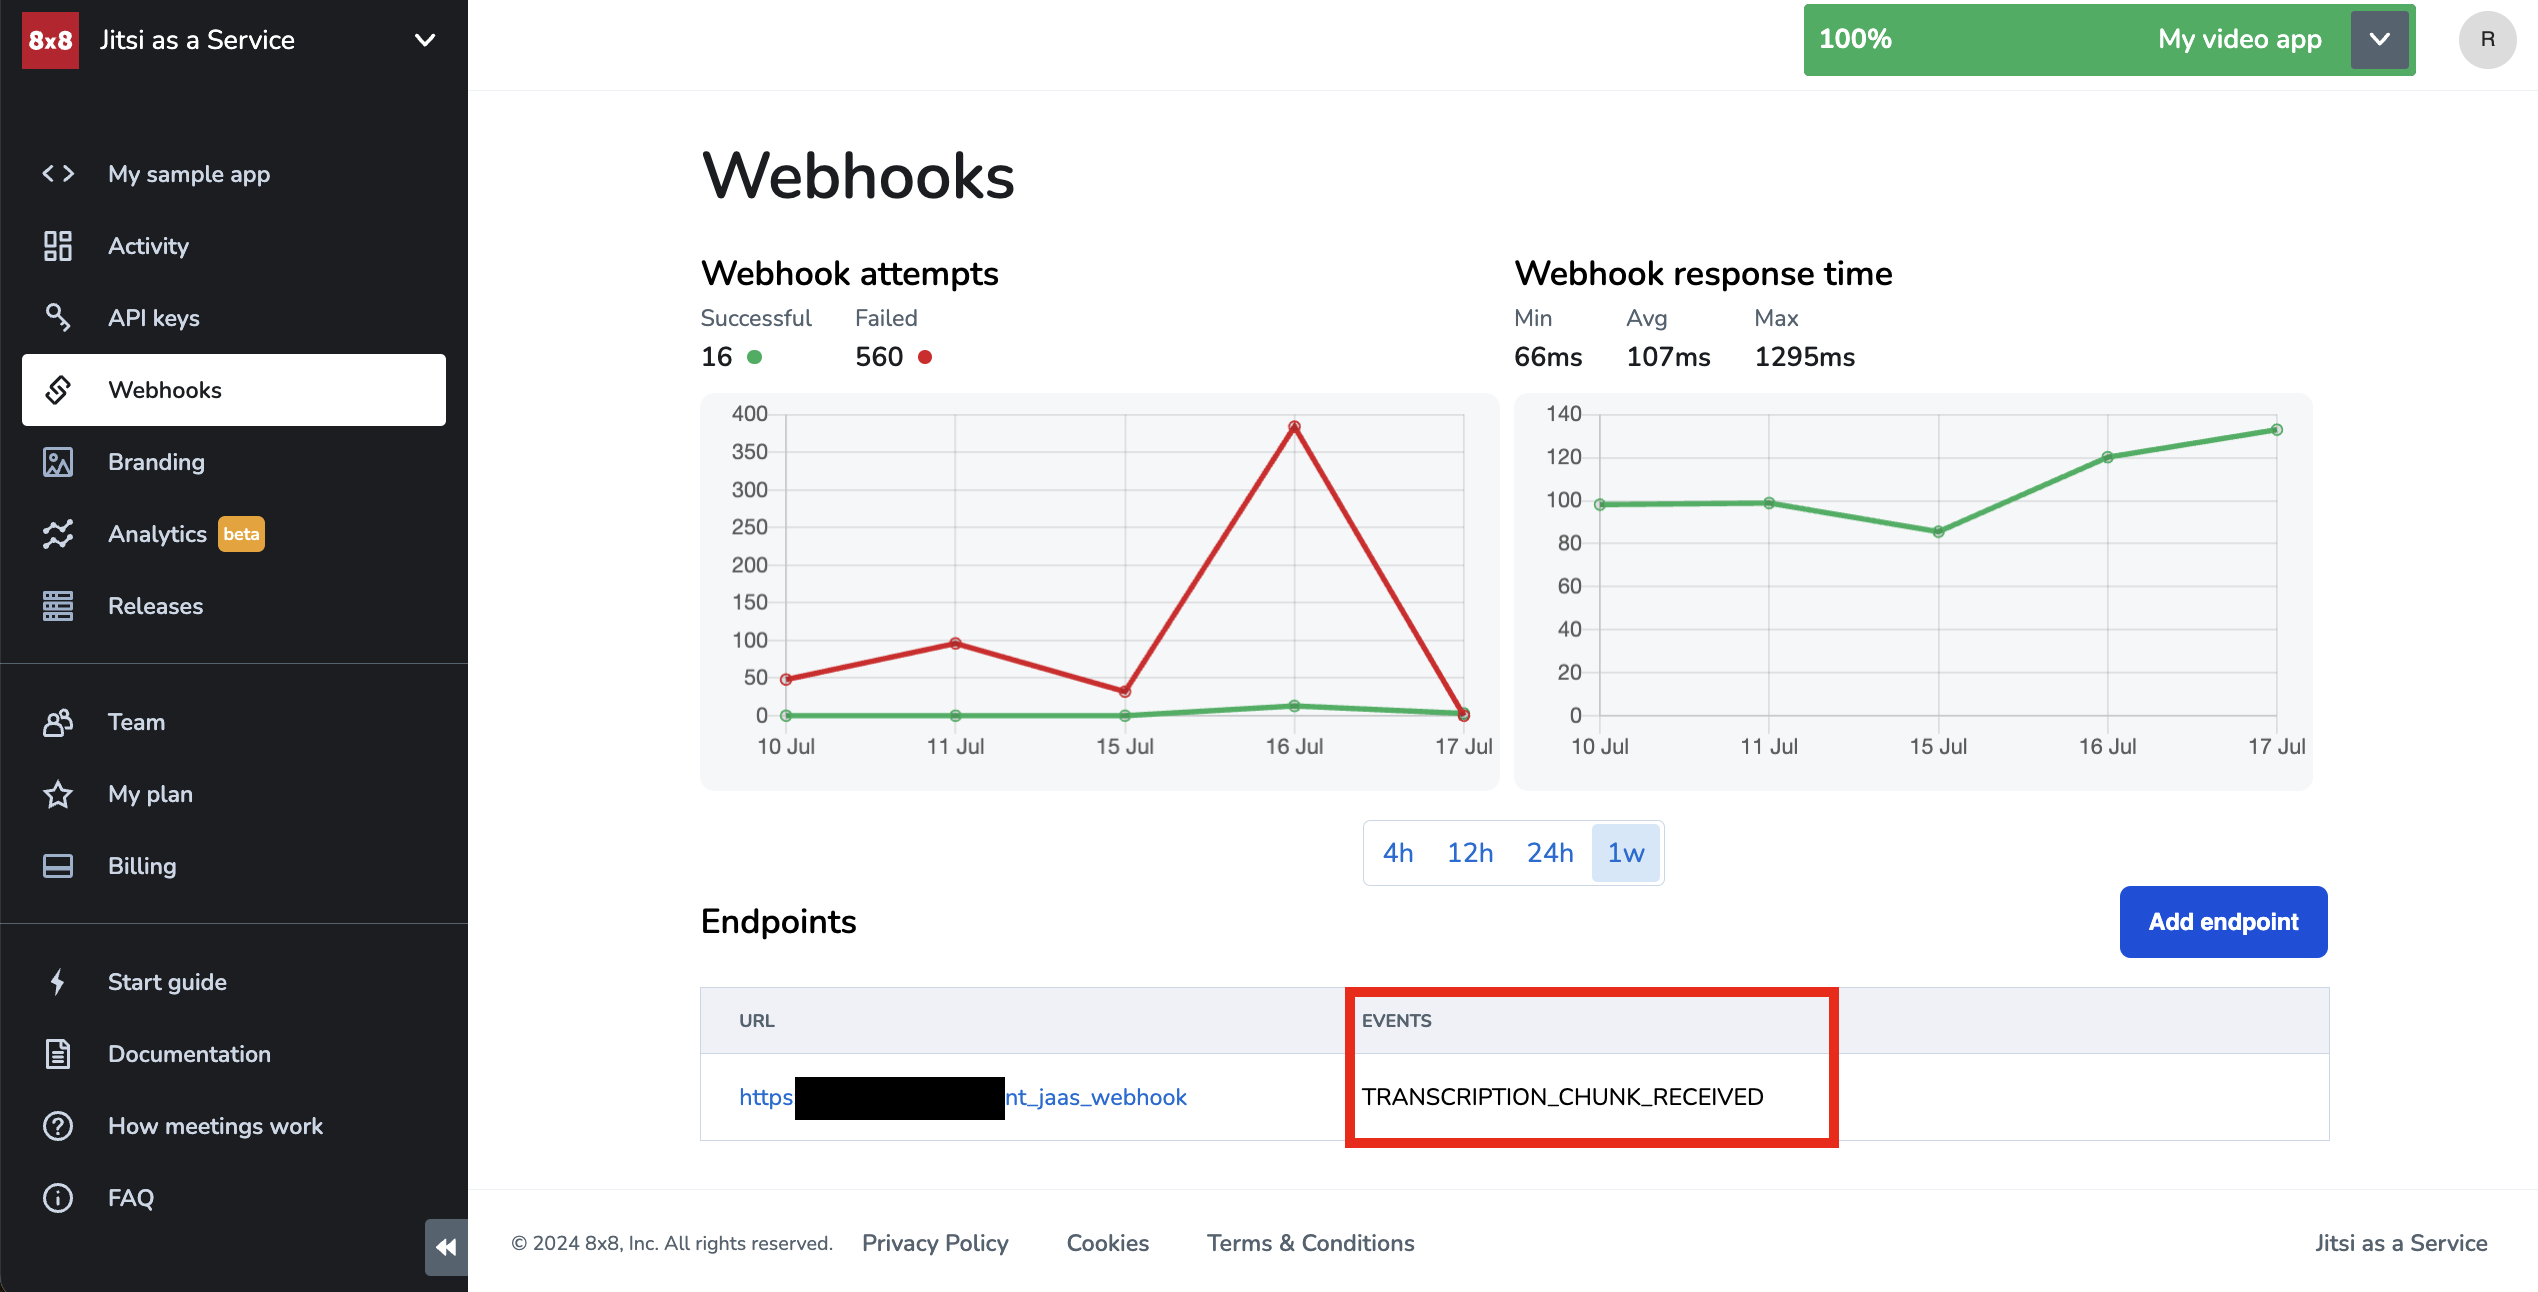 8x8 Jitsi as a Service
100% My video app
R
My sample app
Activity
API keys
Webhooks
Branding
Analytics beta
Releases
Team
My plan
Billing
Start guide
Documentation
How meetings work
FAQ
Webhooks
Webhook attempts
Successful Failed
16 560
400
350
300
250
200
150
100
50
0
10 Jul 11 Jul 15 Jul 16 Jul 17 Jul
Webhook response time
Min Avg Max
66ms 107ms 1295ms
140
120
100
80
60
40
20
0
10 Jul 11 Jul 15 Jul 16 Jul 17 Jul
4h 12h 24h 1w
Endpoints
Add endpoint
URL EVENTS
https nt_jaas_webhook TRANSCRIPTION_CHUNK_RECEIVED
© 2024 8x8, Inc. All rights reserved. Privacy Policy Cookies Terms & Conditions Jitsi as a Service